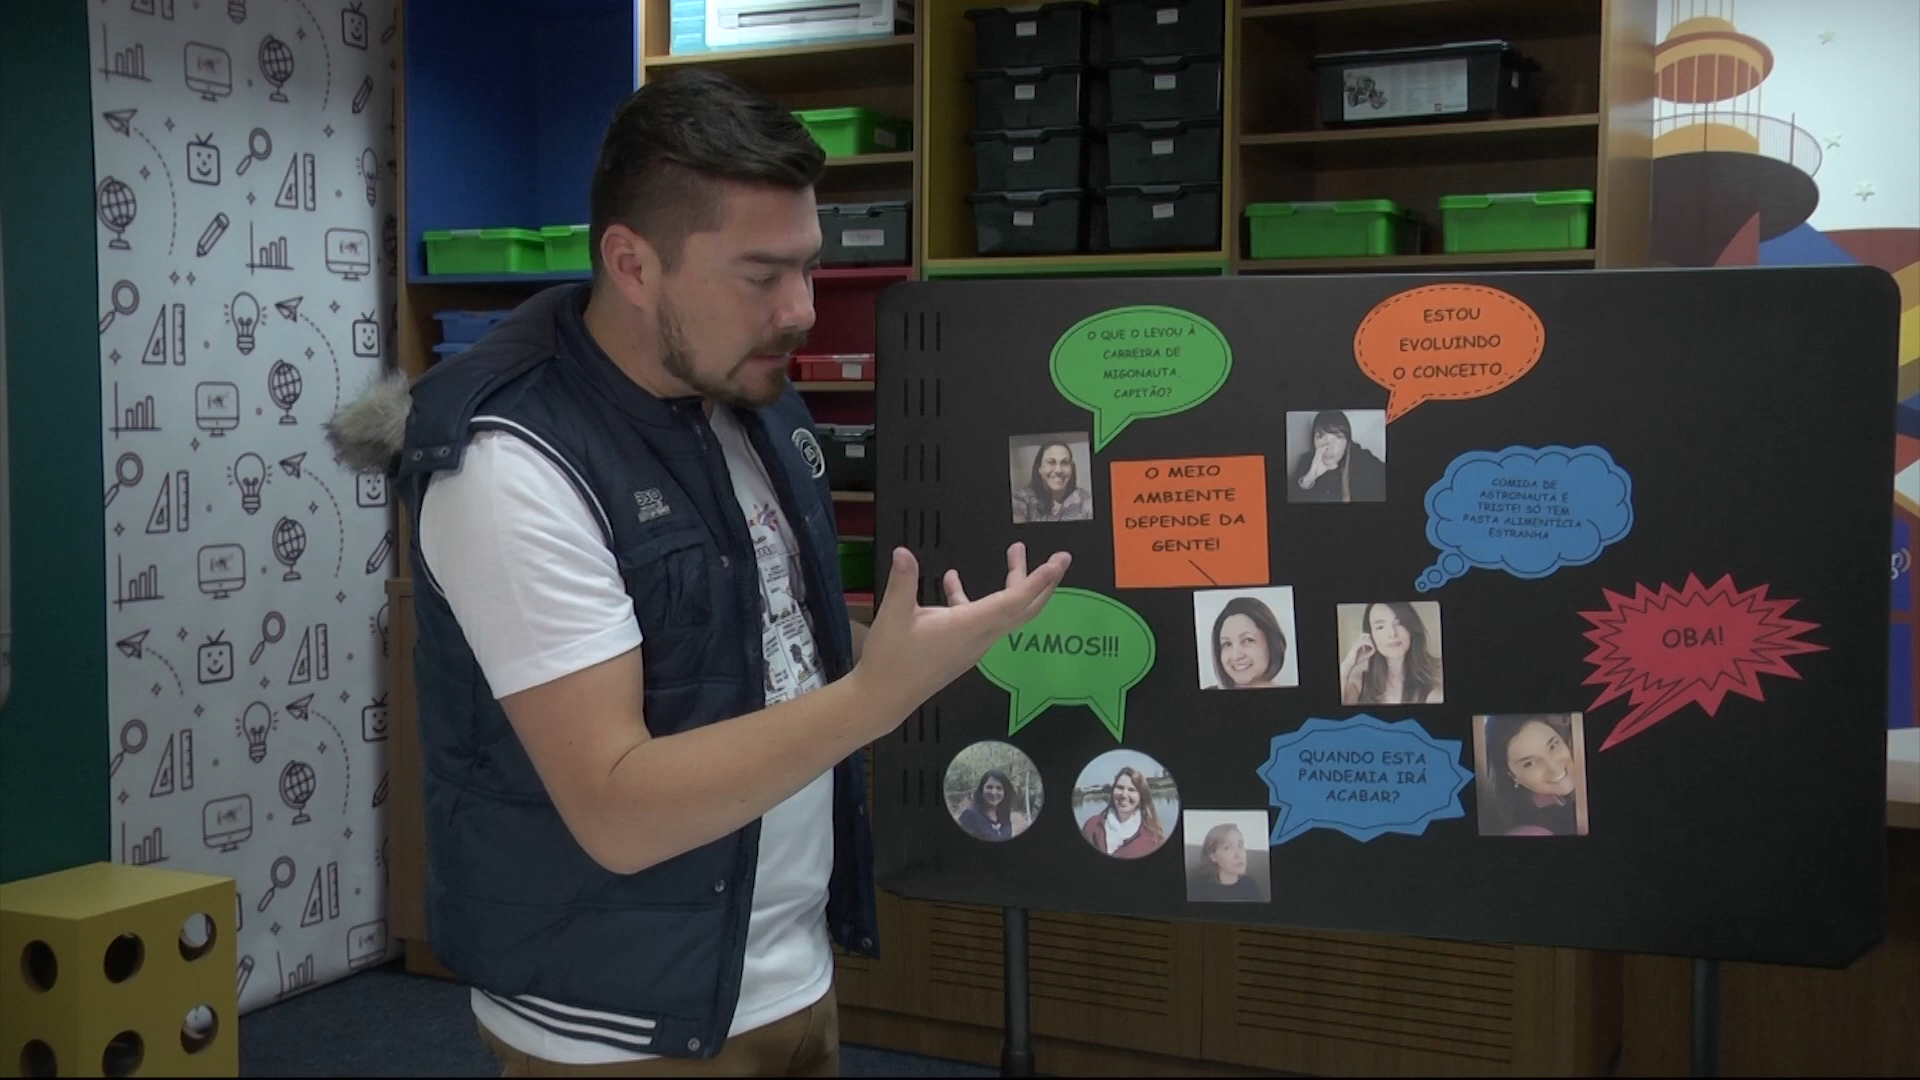 O QUE O LEVOU À
CARREIRA DE
MIGONAUTA,
CAPITÃO?
ESTOU
EVOLUINDO
O CONCEITO.
O MEIO
AMBIENTE
DEPENDE DA
GENTE!
COMIDA DE
ASTRONAUTA É
TRISTE! SÓ TEM
PASTA ALIMENTÍCIA
ESTRANHA
VAMOS!!!
OBA!
QUANDO ESTA
PANDEMIA IRÁ
ACABAR?